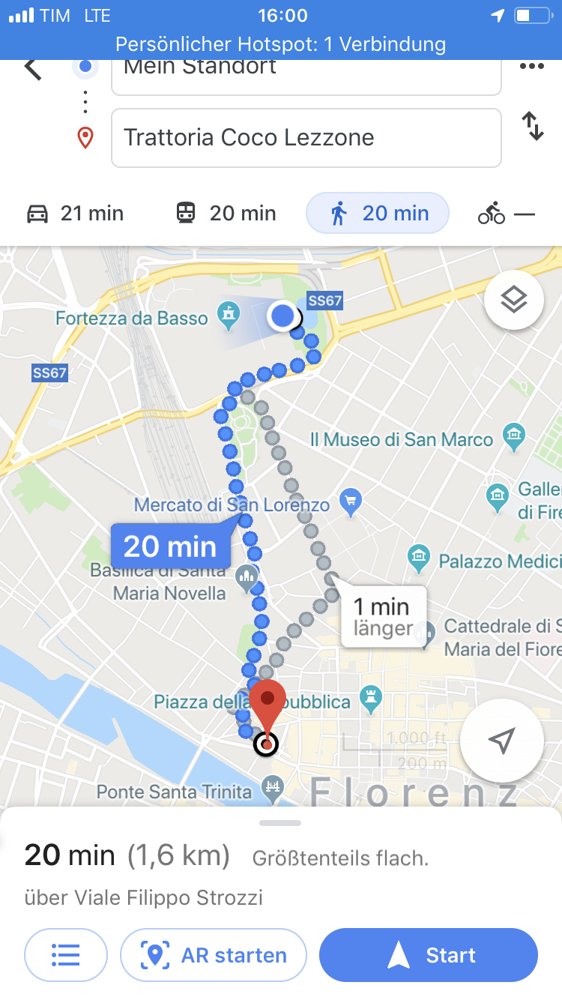 TIM LTE 16:00
Persönlicher Hotspot: 1 Verbindung
Mein Standort
Trattoria Coco Lezzone
21 min 20 min 20 min —
SS67
Fortezza da Basso
SS67
Il Museo di San Marco
Mercato di San Lorenzo
Galle
di Fire
20 min
Palazzo Medici
Basilica di Santa
Maria Novella
1 min
länger
Cattedrale di S
Maria del Fiore
Piazza della pubblica
1.000 ft
200 m
Ponte Santa Trinita
Florenz
20 min (1,6 km) Größtenteils flach.
über Viale Filippo Strozzi
AR starten
Start